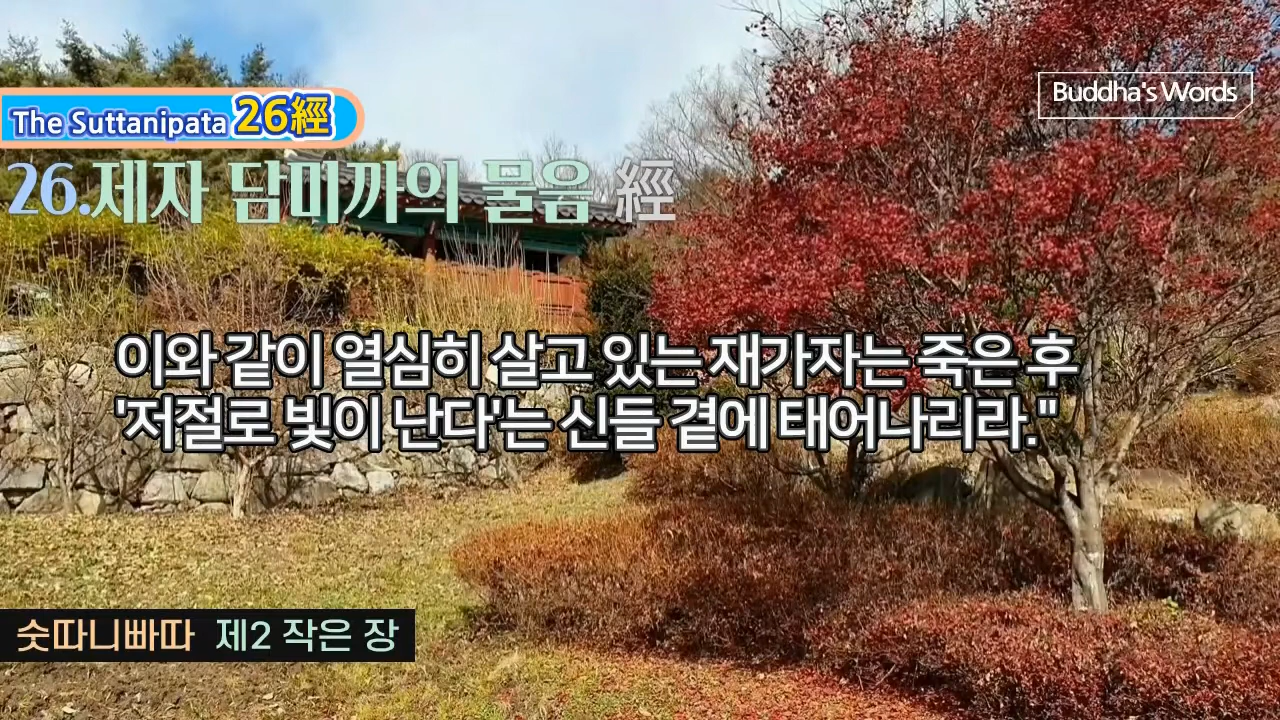 The Suttanipata 26經
Buddha's Words
26.제자 담미까의 물음 經
이와 같이 열심히 살고 있는 재가자는 죽은 후
'저절로 빛이 난다'는 신들 곁에 태어나리라."
숫따니빠따 제2 작은 장